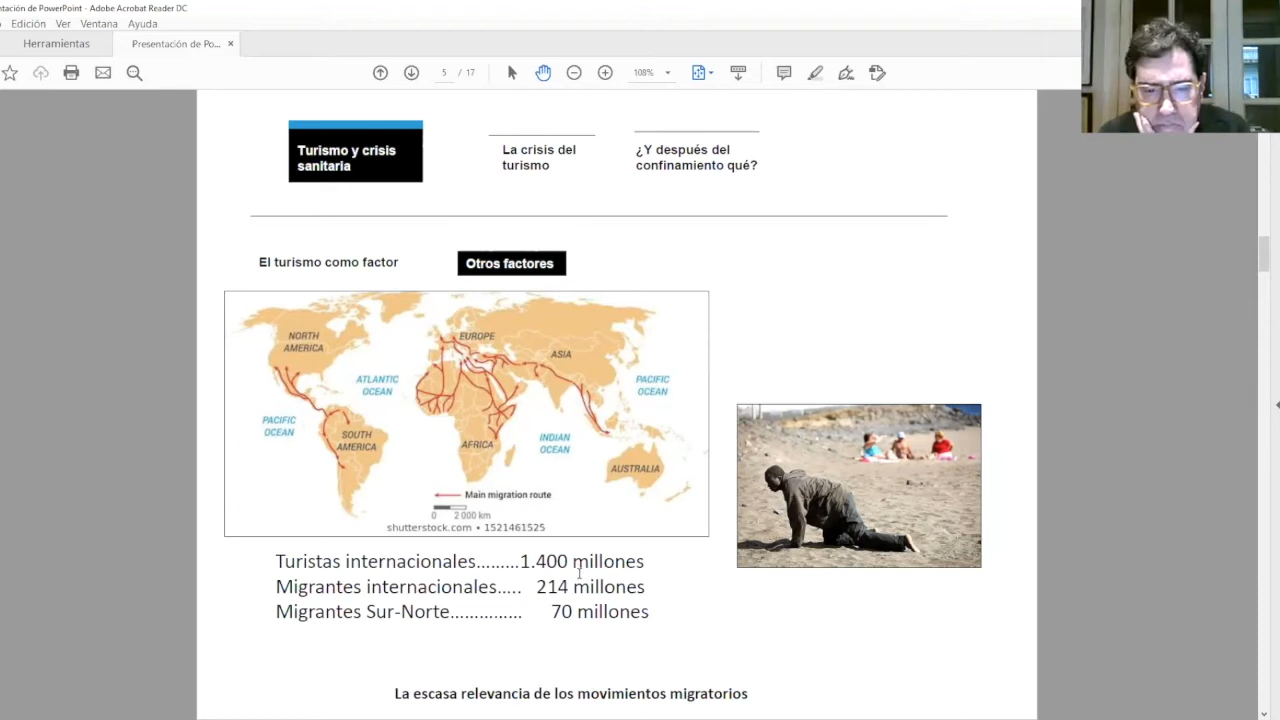 ntación de PowerPoint - Adobe Acrobat Reader DC
Edición Ver Ventana Ayuda
Herramientas
Presentación de Po... ×
5 / 17
108%
Turismo y crisis
sanitaria
La crisis del
turismo
¿Y después del
confinamiento qué?
El turismo como factor
Otros factores
NORTH
AMERICA
EUROPE
ASIA
ATLANTIC
OCEAN
PACIFIC
OCEAN
PACIFIC
OCEAN
SOUTH
AMERICA
AFRICA
INDIAN
OCEAN
AUSTRALIA
Main migration route
0 2 000 km
shutterstock.com • 1521461525
Turistas internacionales.........1.400 millones
Migrantes internacionales..... 214 millones
Migrantes Sur-Norte............... 70 millones
La escasa relevancia de los movimientos migratorios